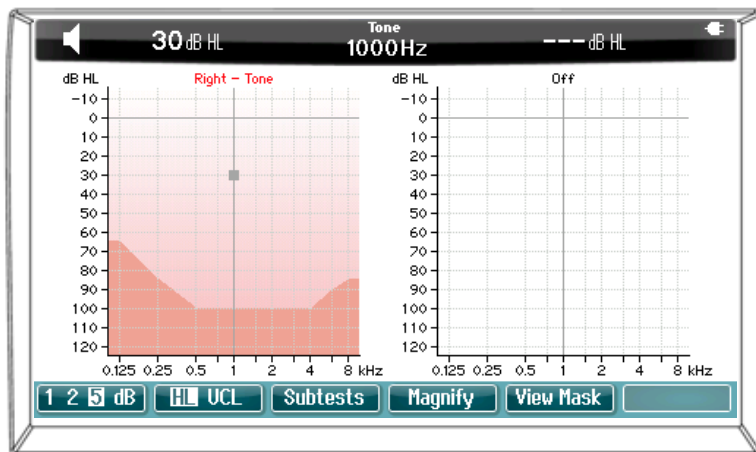 30 dB HL
Tone
1000Hz
--- dB HL
dB HL
Right - Tone
-10
0
10
20
30
40
50
60
70
80
90
100
110
120
0.125 0.25 0.5 1 2 4 8 kHz
dB HL
Off
-10
0
10
20
30
40
50
60
70
80
90
100
110
120
0.125 0.25 0.5 1 2 4 8 kHz
1 2 5 dB
HL UCL
Subtests
Magnify
View Mask